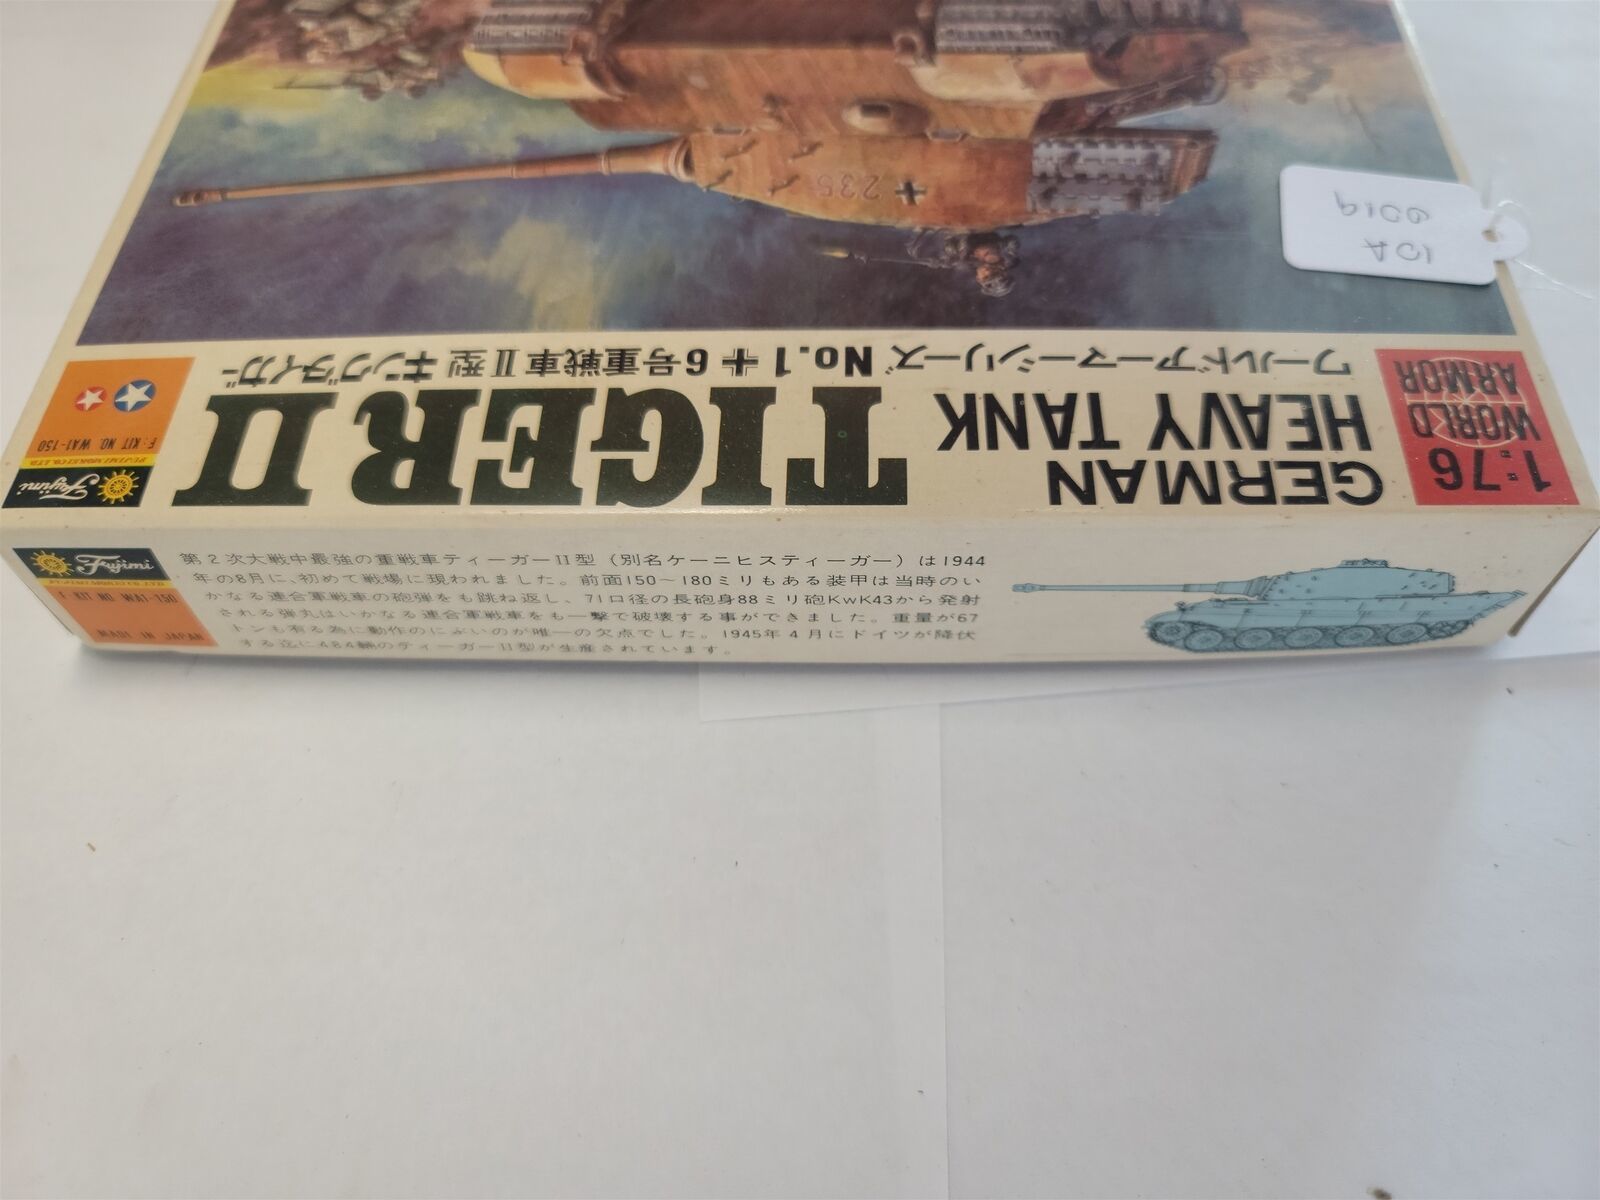 10A
0019
235
ワールドアーマーシリーズ No.1 6号重戦車II型 キングタイガー
GERMAN
HEAVY TANK
TIGER II
1:76
WORLD
ARMOR
Fujimi
FUJIMI MOKEI CO., LTD
F: KIT NO. WA1-150
Fujimi
FUJIMI MOKEI CO., LTD
F KIT NO. WA1-150
MADE IN JAPAN
第2次大戦中最強の重戦車ティーガーII型(別名ケーニヒスティーガー)は1944
年の8月に、初めて戦場に現われました。前面150〜180ミリもある装甲は当時のい
かなる連合軍戦車の砲弾をも跳ね返し、71口径の長砲身88ミリ砲KwK43から発射
される弾丸はいかなる連合軍戦車をも一撃で破壊する事ができました。重量が67
トンも有る為に動作のにぶいのが唯一の欠点でした。1945年4月にドイツが降伏
する迄に484輌のティーガーII型が生産されています。